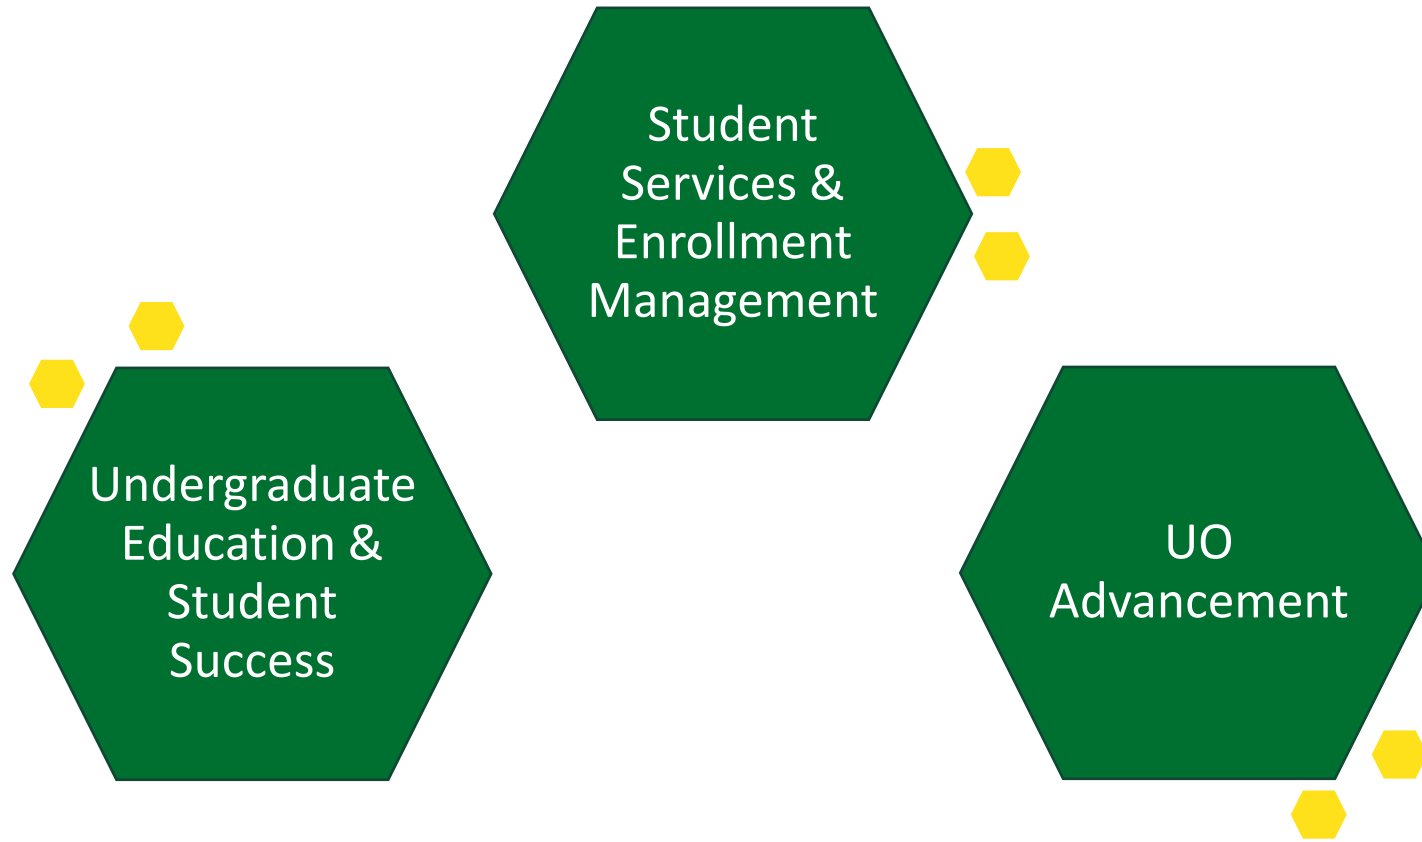 Student
Services &
Enrollment
Management
Undergraduate
Education &
Student
Success
UO
Advancement